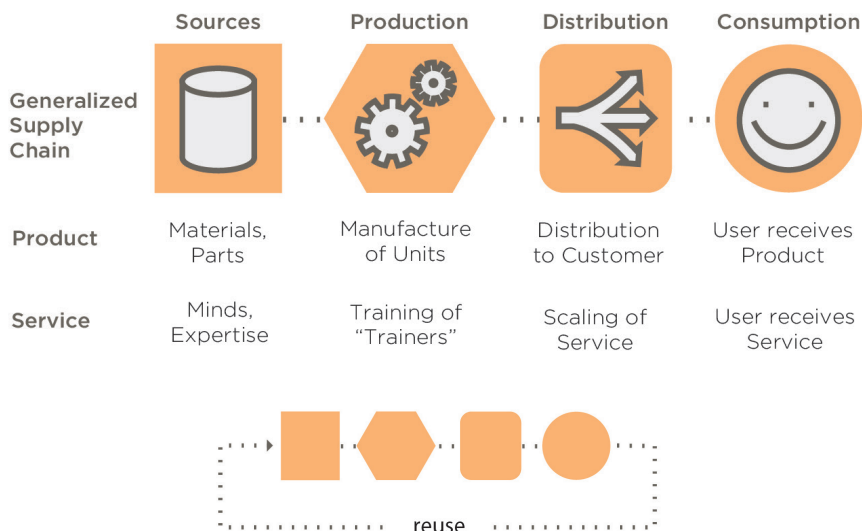 Sources Production Distribution Consumption
Generalized
Supply
Chain
Product
Materials,
Parts
Manufacture
of Units
Distribution
to Customer
User receives
Product
Service
Minds,
Expertise
Training of
“Trainers”
Scaling of
Service
User receives
Service
reuse